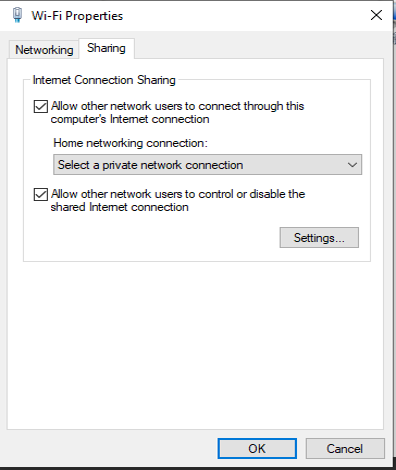 Wi-Fi Properties
Networking
Sharing
Internet Connection Sharing
Allow other network users to connect through this
computer's Internet connection
Home networking connection:
Select a private network connection
Allow other network users to control or disable the
shared Internet connection
Settings...
OK
Cancel